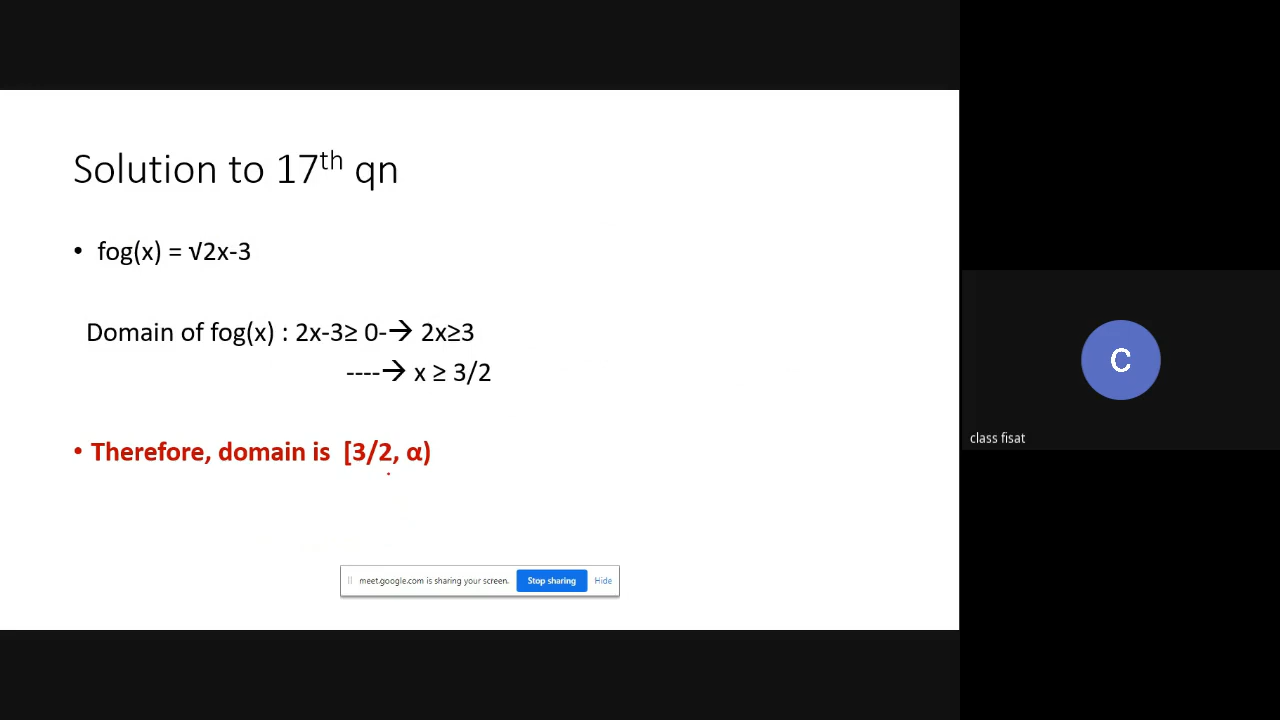 Solution to 17th qn
• fog(x) = √2x-3
Domain of fog(x) : 2x-3≥ 0-→ 2x≥3
----→ x ≥ 3/2
• Therefore, domain is [3/2, α)
meet.google.com is sharing your screen. Stop sharing Hide
C
class fisat